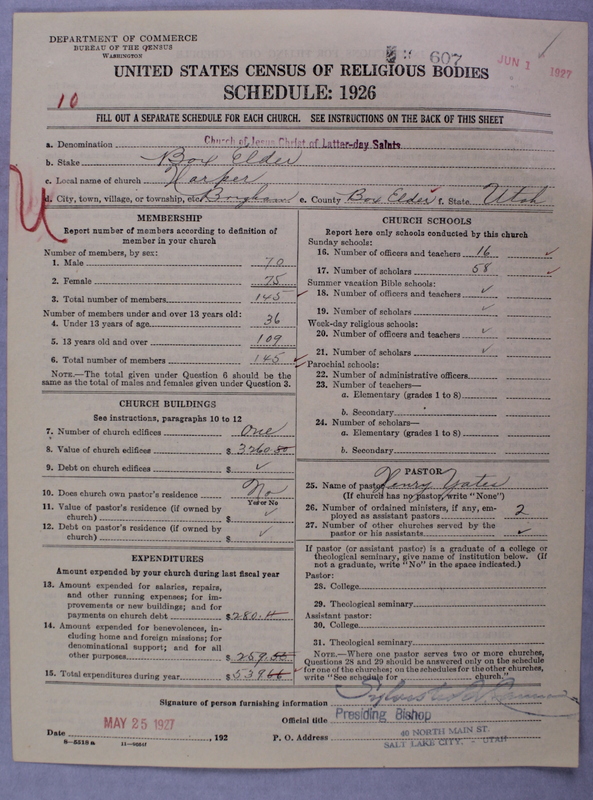 DEPARTMENT OF COMMERCE
BUREAU OF THE CENSUS
WASHINGTON
607
JUN 1 1927
UNITED STATES CENSUS OF RELIGIOUS BODIES
SCHEDULE: 1926
10
FILL OUT A SEPARATE SCHEDULE FOR EACH CHURCH. SEE INSTRUCTIONS ON THE BACK OF THIS SHEET
a. Denomination Church of Jesus Christ of Latter-day Saints
b. Stake Box Elder
c. Local name of church Harper
d. City, town, village, or township, etc. Brigham e. County Box Elder f. State Utah
MEMBERSHIP
Report number of members according to definition of
member in your church
Number of members, by sex:
1. Male 70
2. Female 75
3. Total number of members 145
Number of members under and over 13 years old:
4. Under 13 years of age 36
5. 13 years old and over 109
6. Total number of members 145
NOTE.—The total given under Question 6 should be
same as the total of males and females given under Question 3.
CHURCH BUILDINGS
See instructions, paragraphs 10 to 12
7. Number of church edifices One
8. Value of church edifices $ 3260.00
9. Debt on church edifices $ ✓
10. Does church own pastor's residence No
Yes or No
11. Value of pastor's residence (if owned by
church) $ ✓
12. Debt on pastor's residence (if owned by
church) $ ✓
EXPENDITURES
Amount expended by your church during last fiscal year
13. Amount expended for salaries, repairs,
and other running expenses; for im-
provements or new buildings; and for
payments on church debt $ 280.11
14. Amount expended for benevolences, in-
cluding home and foreign missions; for
denominational support; and for all
other purposes $ 259.55
15. Total expenditures during year $ 539.66
CHURCH SCHOOLS
Report here only schools conducted by this church
Sunday schools:
16. Number of officers and teachers 16 ✓
17. Number of scholars 58 ✓
Summer vacation Bible schools:
18. Number of officers and teachers ✓
19. Number of scholars ✓
Week-day religious schools:
20. Number of officers and teachers ✓
21. Number of scholars ✓
Parochial schools:
22. Number of administrative officers
23. Number of teachers—
a. Elementary (grades 1 to 8)
b. Secondary
24. Number of scholars—
a. Elementary (grades 1 to 8)
b. Secondary
PASTOR
25. Name of pastor Henry Yates
(If church has no pastor, write "None")
26. Number of ordained ministers, if any, em-
ployed as assistant pastors 2
27. Number of other churches served by the
pastor or his assistants ✓
If pastor (or assistant pastor) is a graduate of a college or
theological seminary, give name of institution below. (If
not a graduate, write "No" in the space indicated.)
Pastor:
28. College
29. Theological seminary
Assistant pastor:
30. College
31. Theological seminary
NOTE.—Where one pastor serves two or more churches,
Questions 28 and 29 should be answered only on the schedule
for one of the churches; on the schedules for the other churches,
write "See schedule for church."
Signature of person furnishing information
Official title Presiding Bishop
Date MAY 25 1927, 192 P. O. Address 40 NORTH MAIN ST.
SALT LAKE CITY, - UTAH
8—5518a